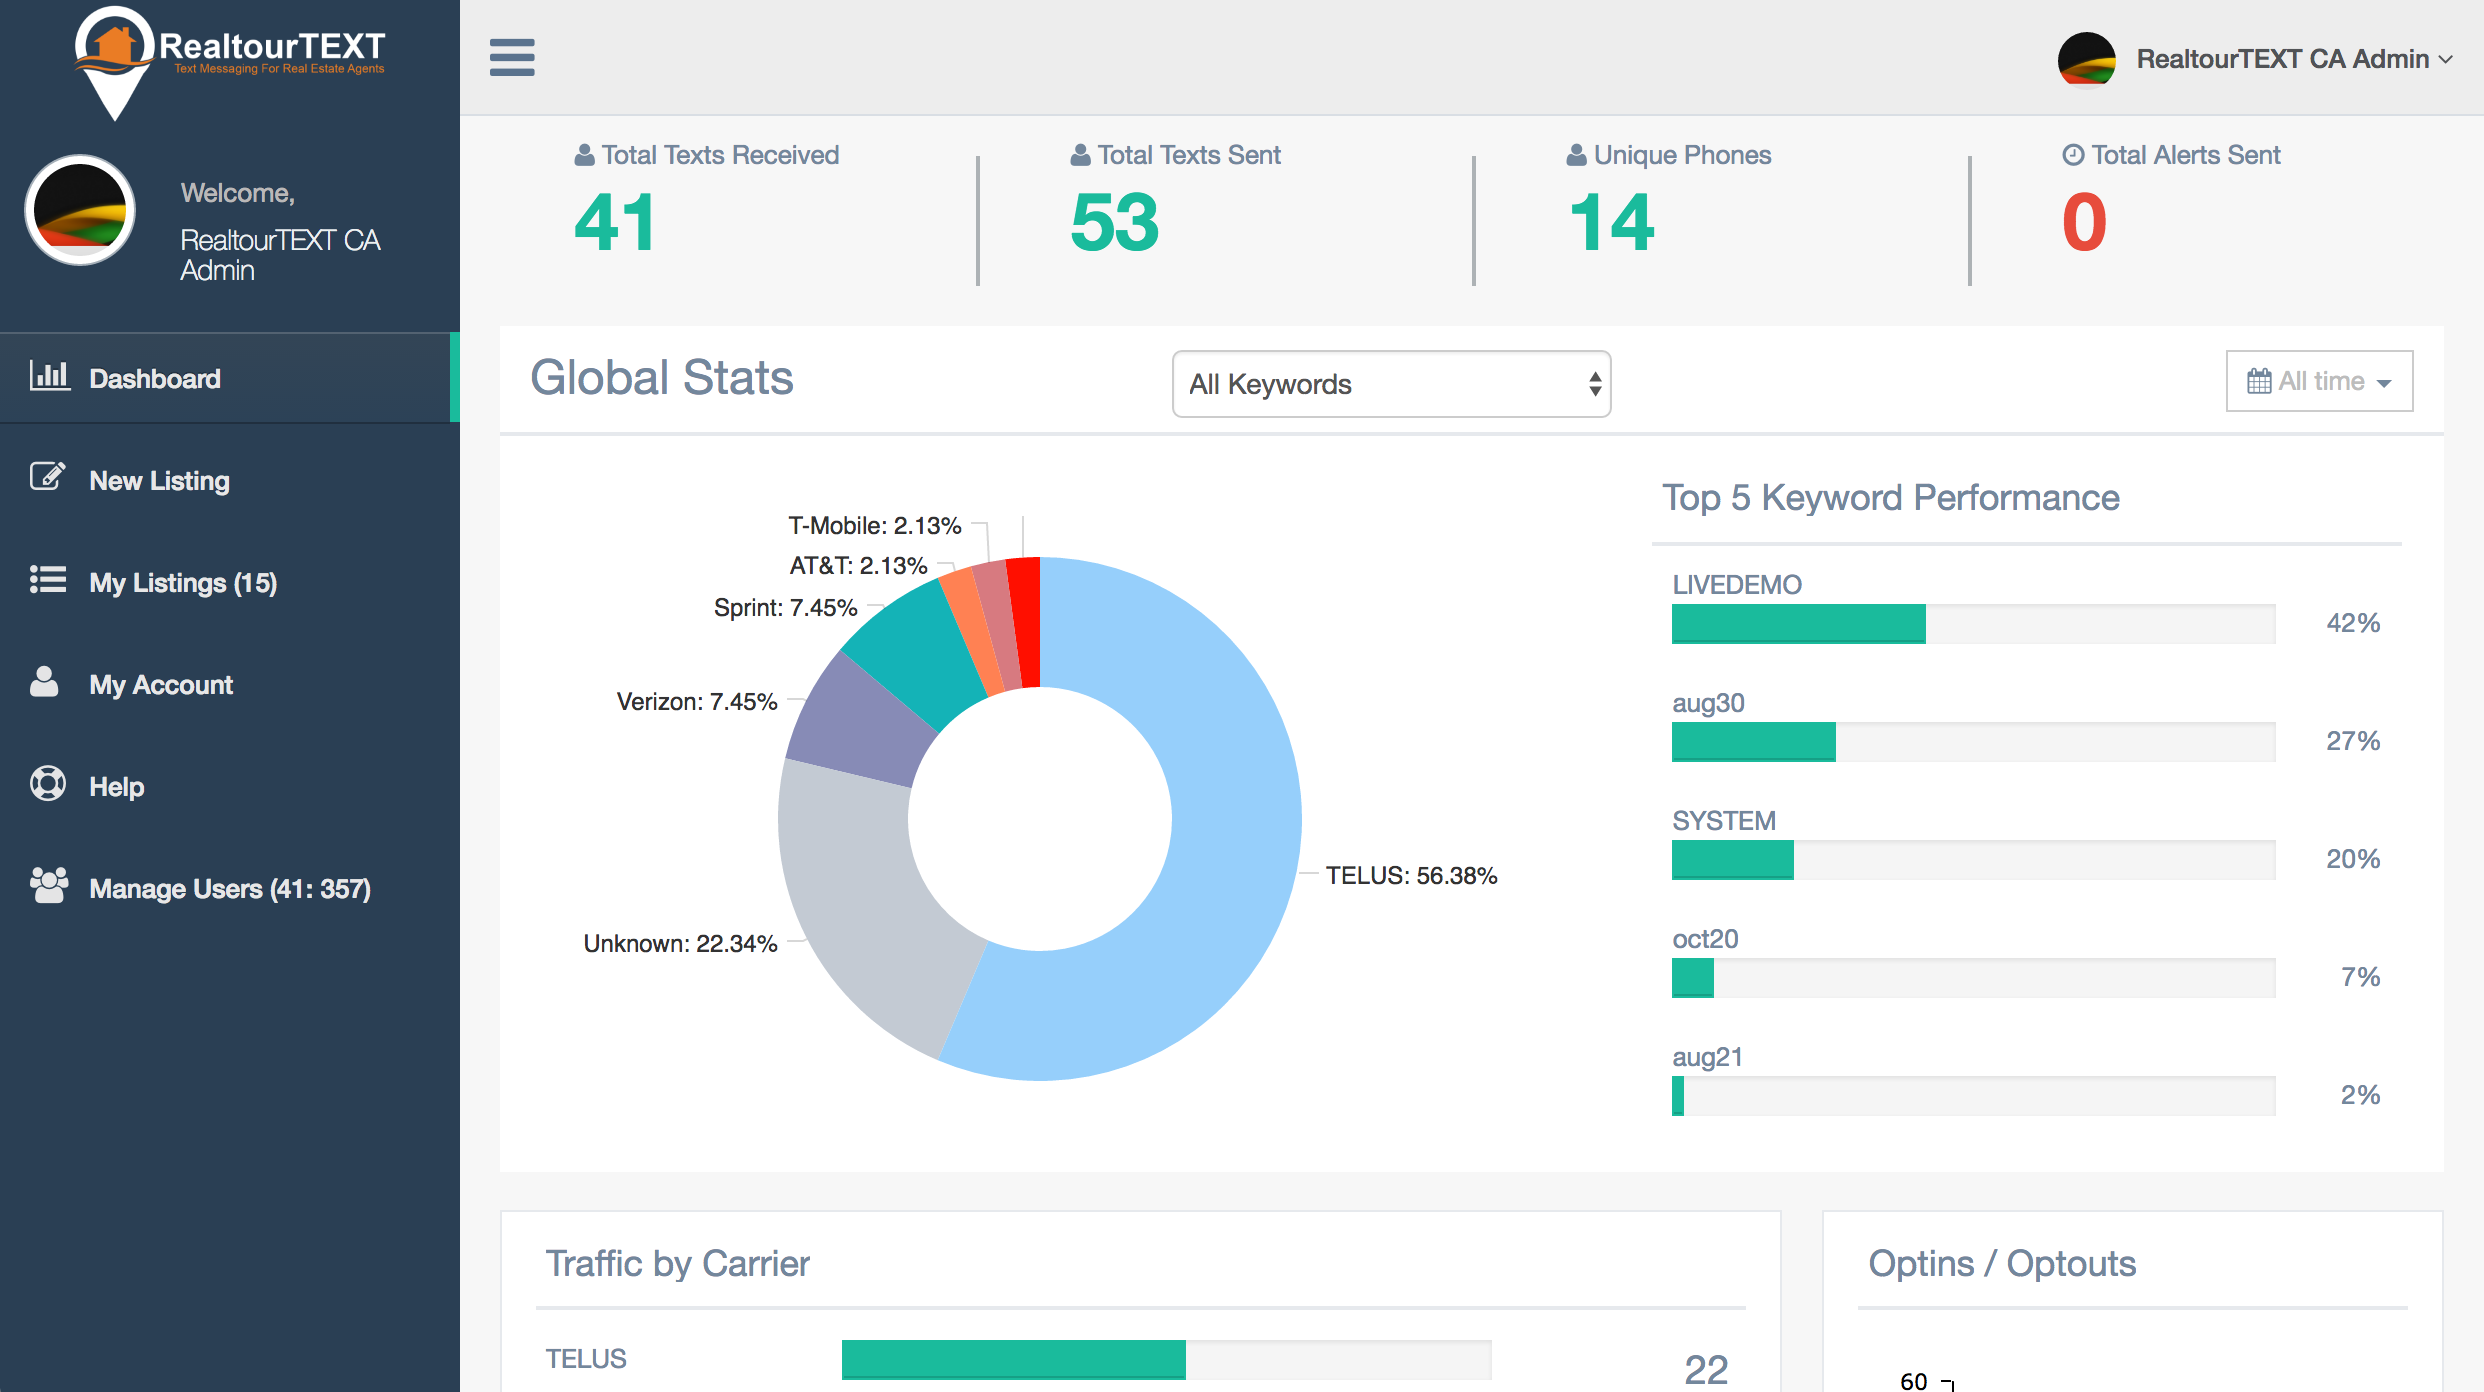 RealtourTEXT
Text Messaging For Real Estate Agents
Welcome,
RealtourTEXT CA
Admin
Dashboard
New Listing
My Listings (15)
My Account
Help
Manage Users (41: 357)
RealtourTEXT CA Admin
Total Texts Received
41
Total Texts Sent
53
Unique Phones
14
Total Alerts Sent
0
Global Stats
All Keywords
All time
T-Mobile: 2.13%
AT&T: 2.13%
Sprint: 7.45%
Verizon: 7.45%
Unknown: 22.34%
TELUS: 56.38%
Top 5 Keyword Performance
LIVEDEMO
42%
aug30
27%
SYSTEM
20%
oct20
7%
aug21
2%
Traffic by Carrier
TELUS
22
Optins / Optouts
60